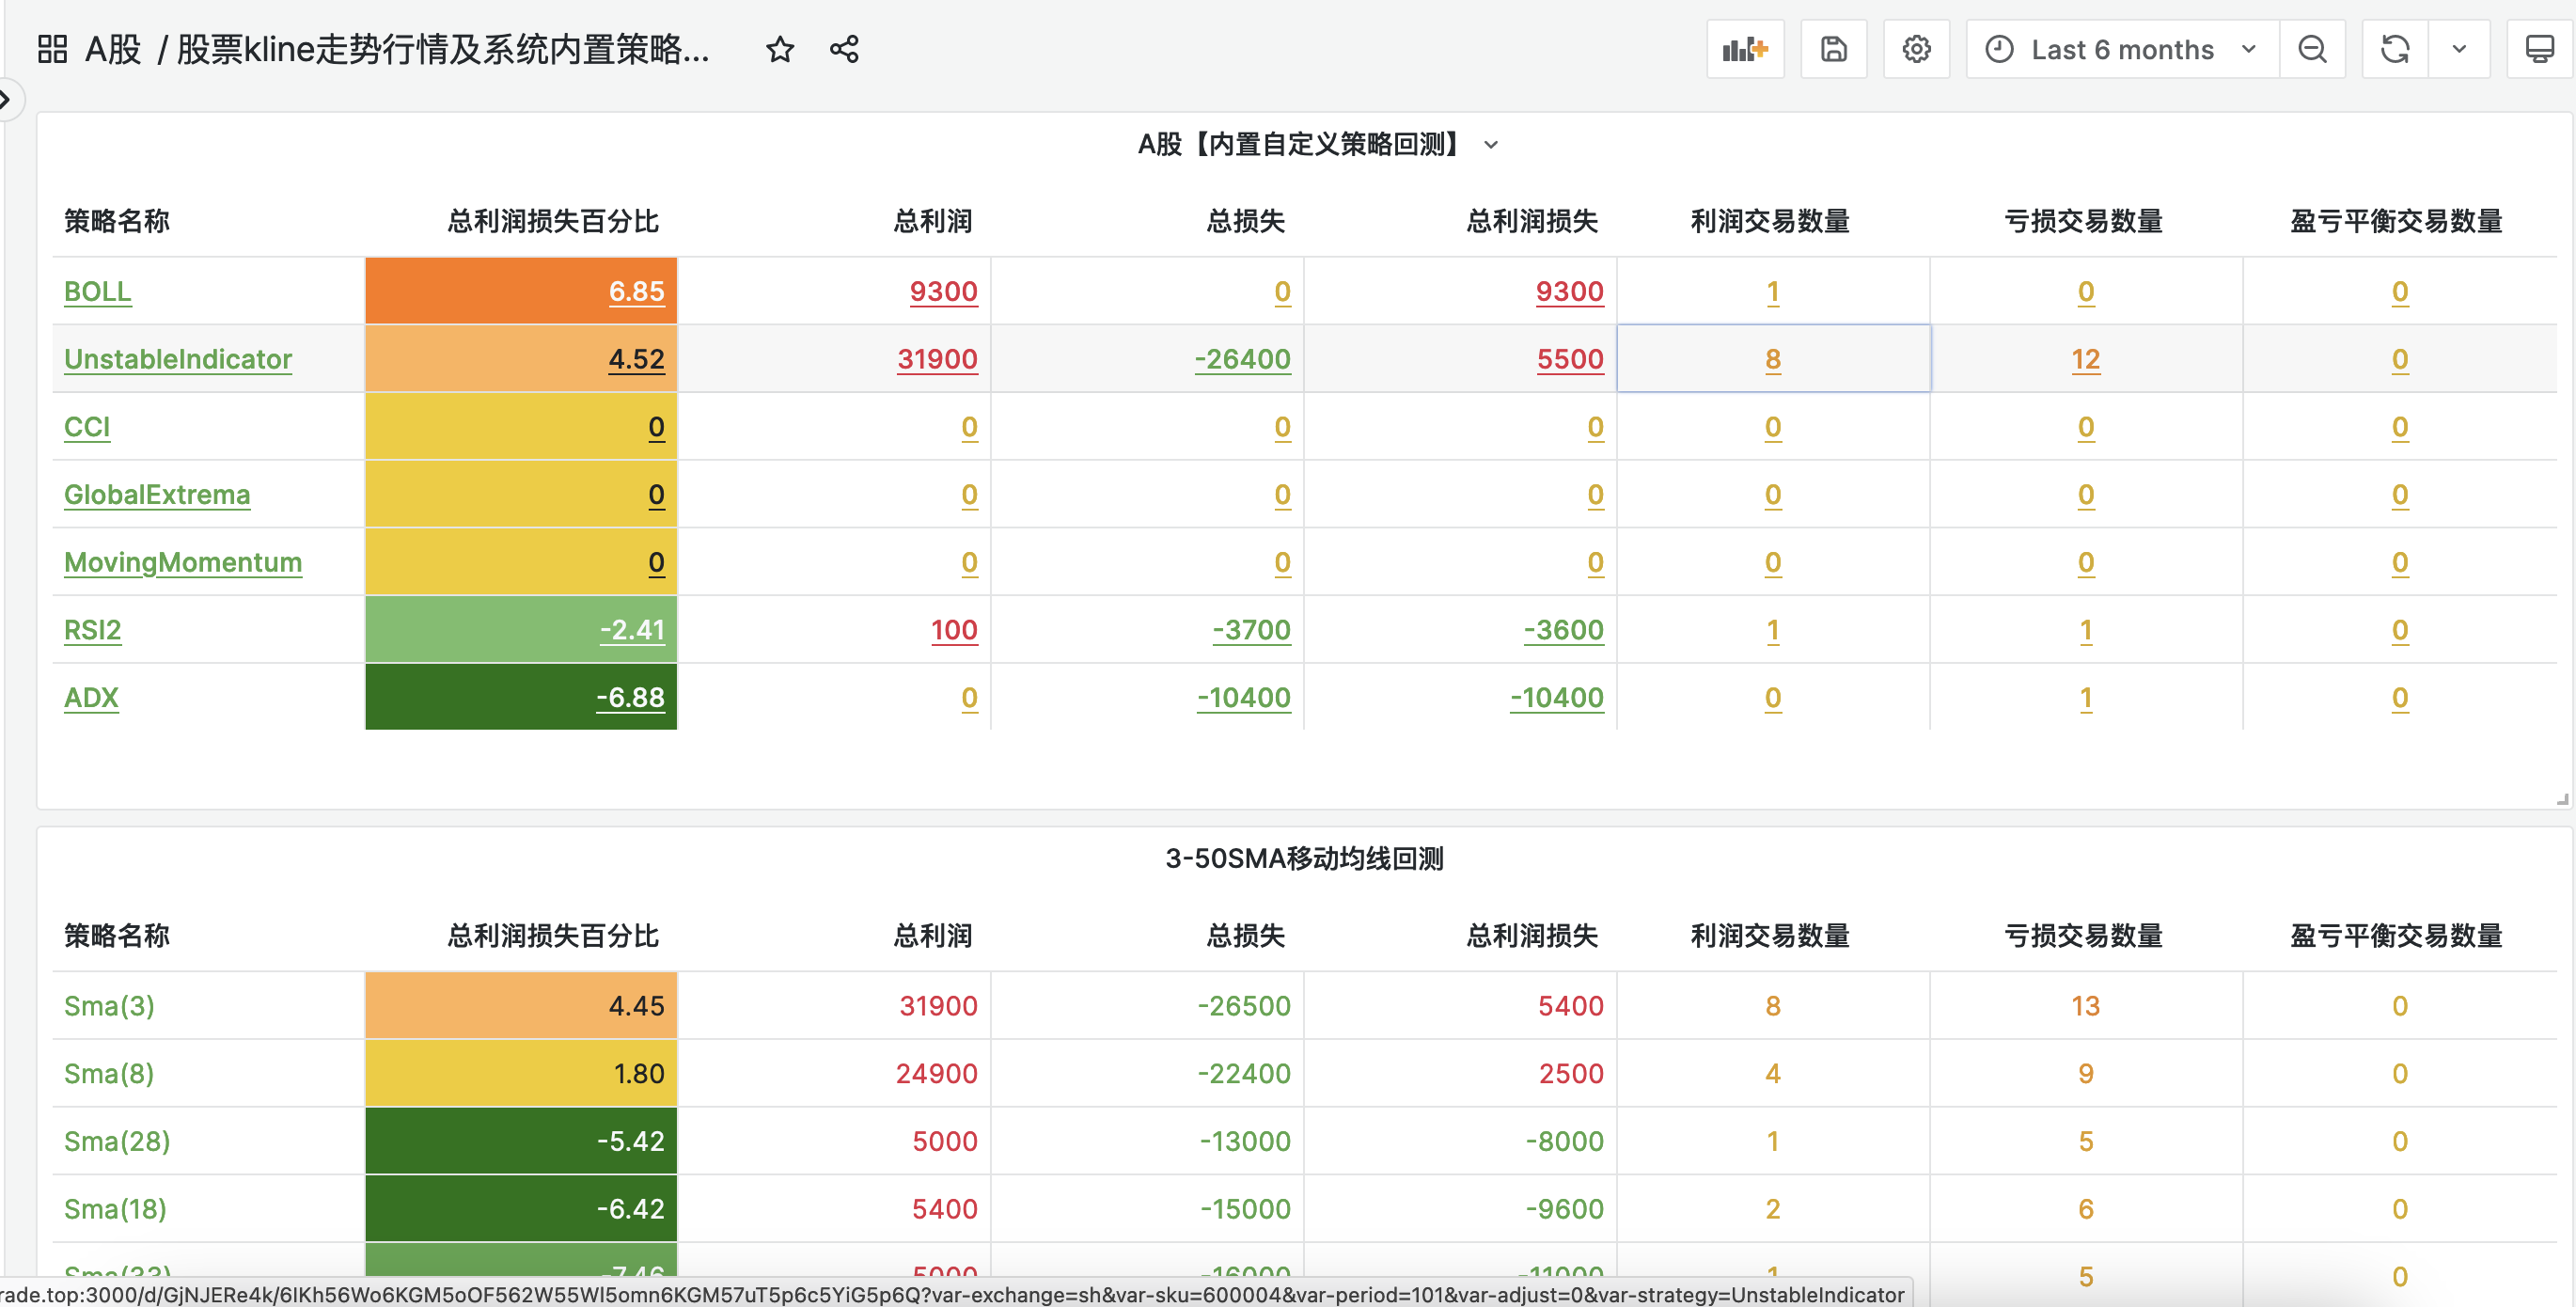 A股 / 股票kline走势行情及系统内置策略...
Last 6 months
A股【内置自定义策略回测】
策略名称 总利润损失百分比 总利润 总损失 总利润损失 利润交易数量 亏损交易数量 盈亏平衡交易数量
BOLL 6.85 9300 0 9300 1 0 0
UnstableIndicator 4.52 31900 -26400 5500 8 12 0
CCI 0 0 0 0 0 0 0
GlobalExtrema 0 0 0 0 0 0 0
MovingMomentum 0 0 0 0 0 0 0
RSI2 -2.41 100 -3700 -3600 1 1 0
ADX -6.88 0 -10400 -10400 0 1 0
3-50SMA移动均线回测
策略名称 总利润损失百分比 总利润 总损失 总利润损失 利润交易数量 亏损交易数量 盈亏平衡交易数量
Sma(3) 4.45 31900 -26500 5400 8 13 0
Sma(8) 1.80 24900 -22400 2500 4 9 0
Sma(28) -5.42 5000 -13000 -8000 1 5 0
Sma(18) -6.42 5400 -15000 -9600 2 6 0
Sma(33) -7.46 5000 -16000 -11000 1 5 0
rade.top:3000/d/GjNJERe4k/6IKh56Wo6KGM5oOF562W55Wl5omn6KGM57uT5p6c5YiG5p6Q?var-exchange=sh&var-sku=600004&var-period=101&var-adjust=0&var-strategy=UnstableIndicator